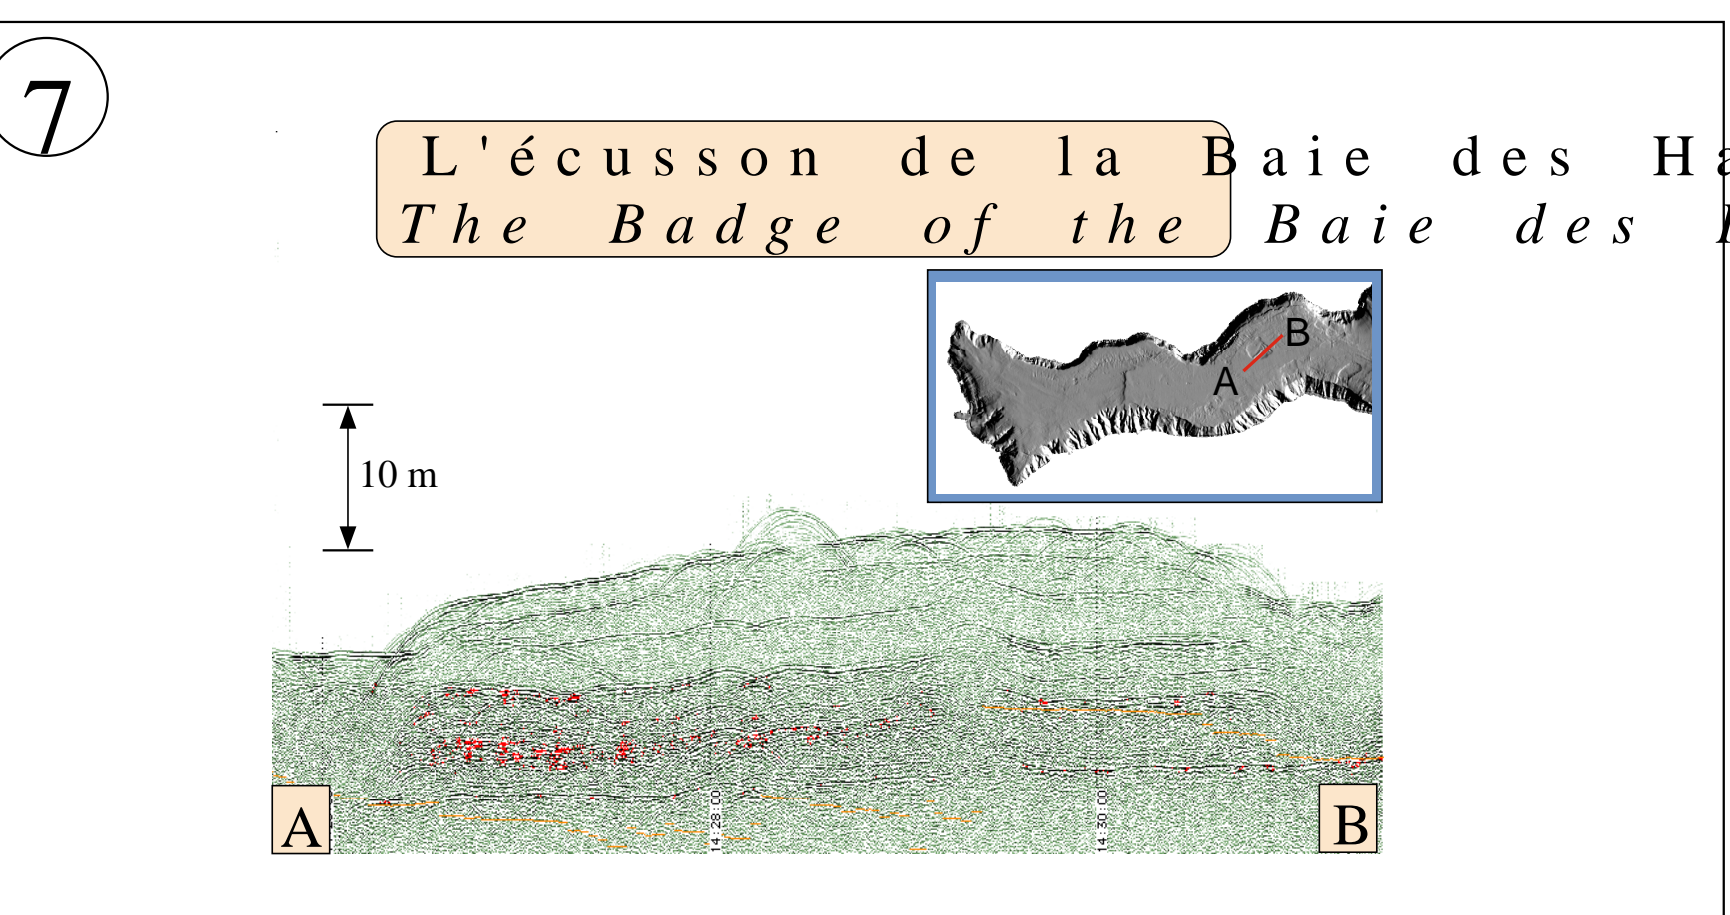 7
L'écusson de la Baie des
The Badge of the Baie des
B
A
10 m
14:28:00
14:30:00
A
B